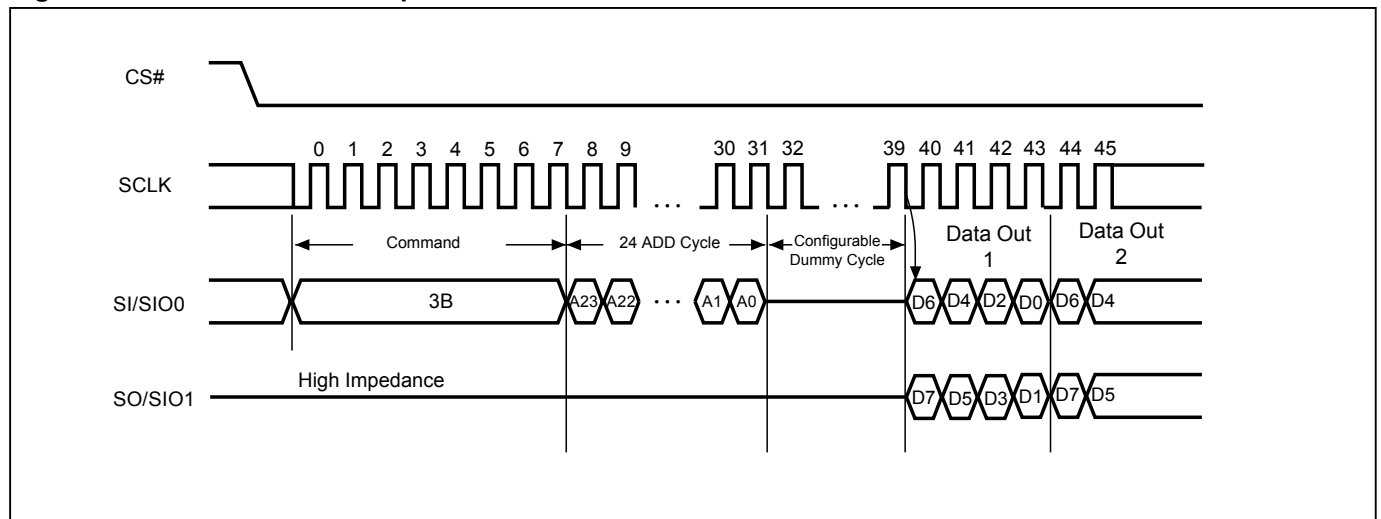 CS#
0 1 2 3 4 5 6 7 8 9 30 31 32 39 40 41 42 43 44 45
SCLK
...
...
Command
24 ADD Cycle
Configurable
Dummy Cycle
Data Out
1
Data Out
2
SI/SIO0
3B
A23 A22 ... A1 A0
D6 D4 D2 D0 D6 D4
High Impedance
SO/SIO1
D7 D5 D3 D1 D7 D5